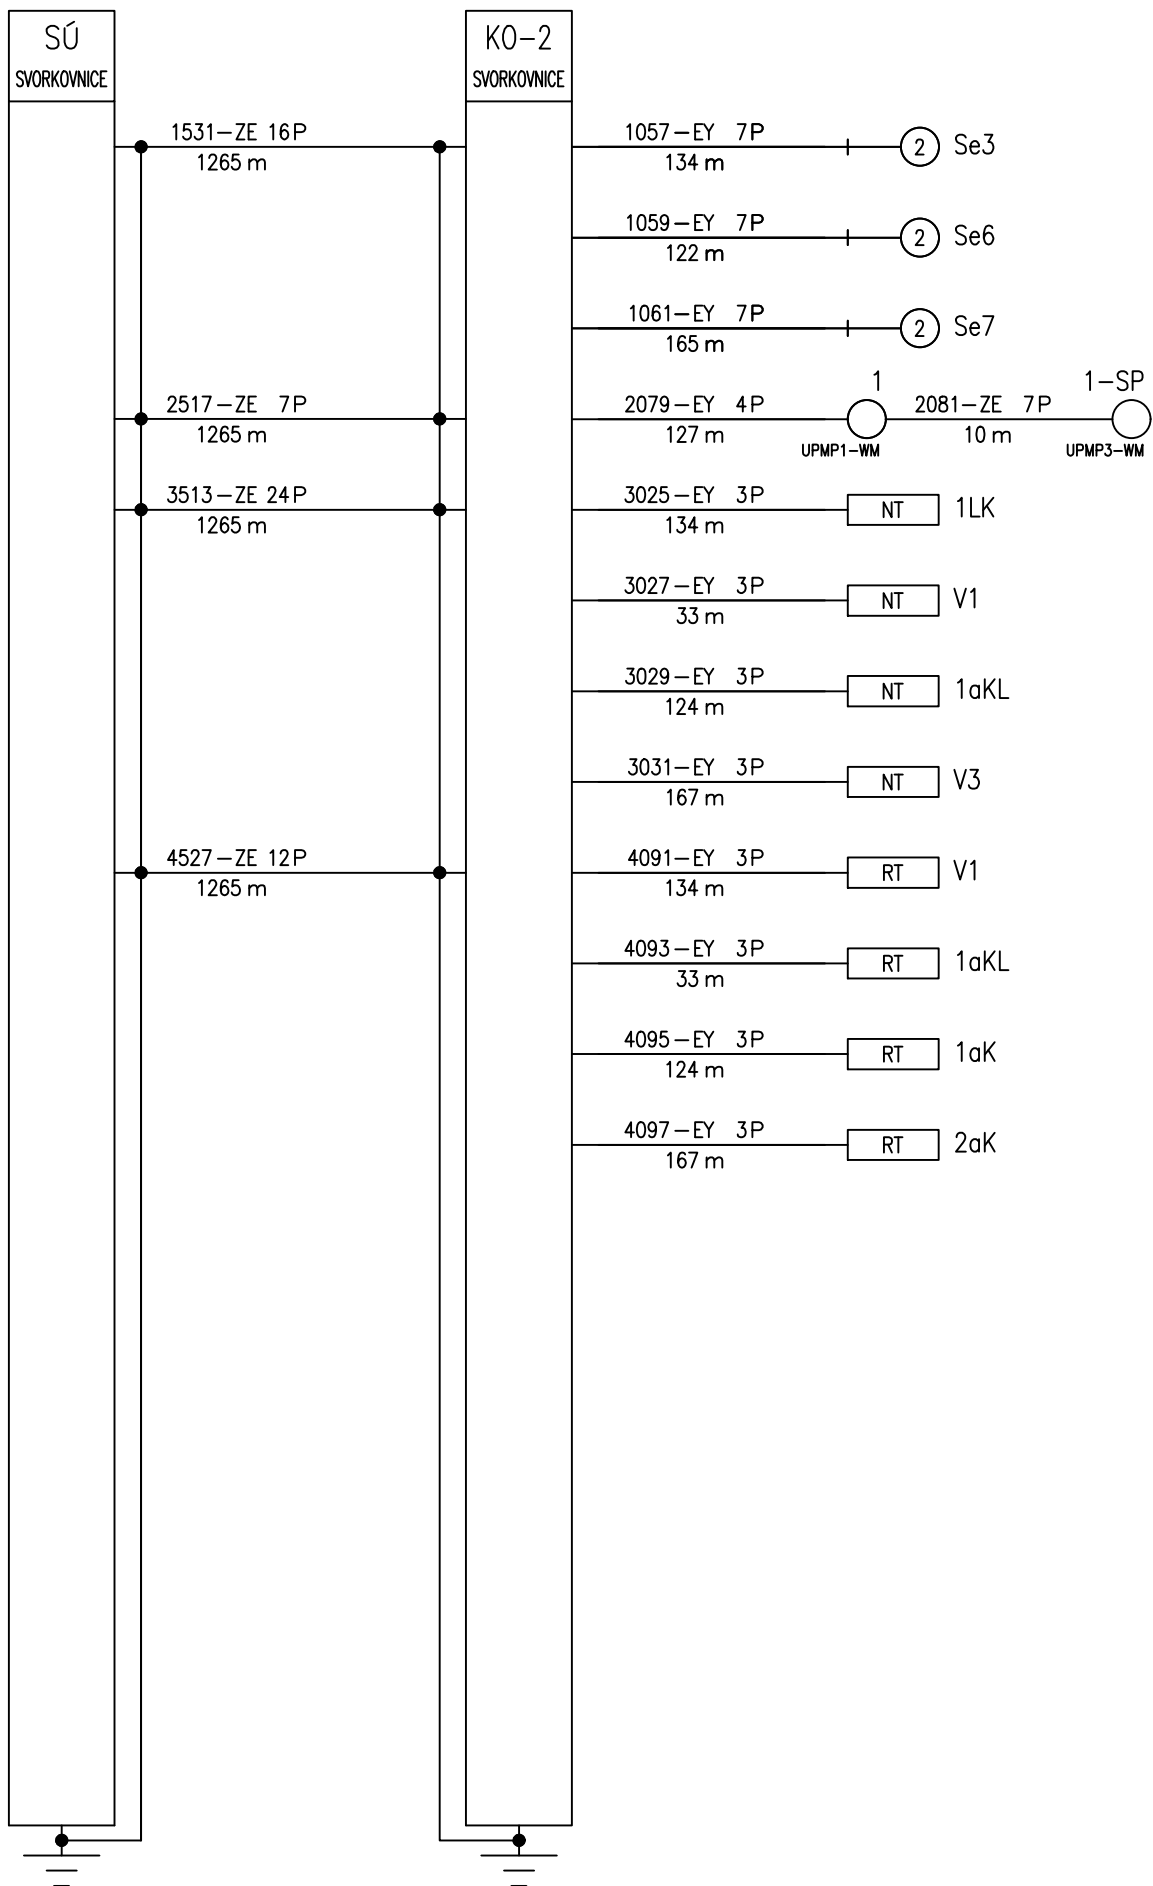 SÚ
SVORKOVNICE
KO-2
SVORKOVNICE
1531-ZE 16P
1265 m
1057-EY 7P
134 m
2
Se3
1059-EY 7P
122 m
2
Se6
1061-EY 7P
165 m
2
Se7
2517-ZE 7P
1265 m
2079-EY 4P
127 m
1
UPMP1-WM
2081-ZE 7P
10 m
1-SP
UPMP3-WM
3513-ZE 24P
1265 m
3025-EY 3P
134 m
NT
1LK
3027-EY 3P
33 m
NT
V1
3029-EY 3P
124 m
NT
1aKL
3031-EY 3P
167 m
NT
V3
4527-ZE 12P
1265 m
4091-EY 3P
134 m
RT
V1
4093-EY 3P
33 m
RT
1aKL
4095-EY 3P
124 m
RT
1aK
4097-EY 3P
167 m
RT
2aK